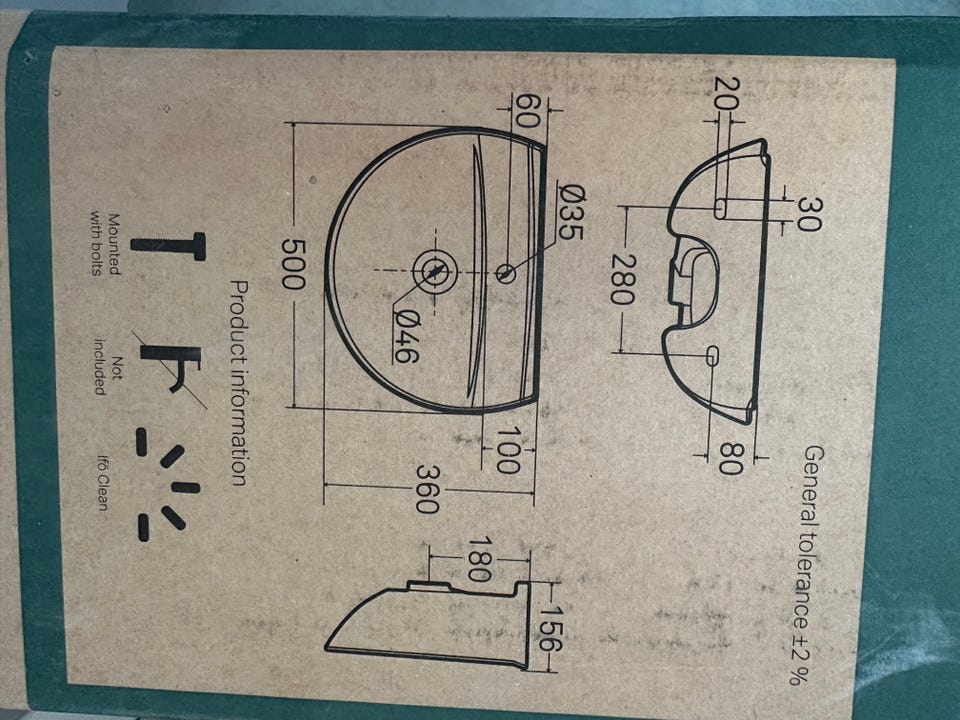 General tolerance ±2 %
20
30
280
80
60
Ø35
500
Ø46
100
360
180
156
Product information
Mounted
with bolts
Not
included
Ifö Clean